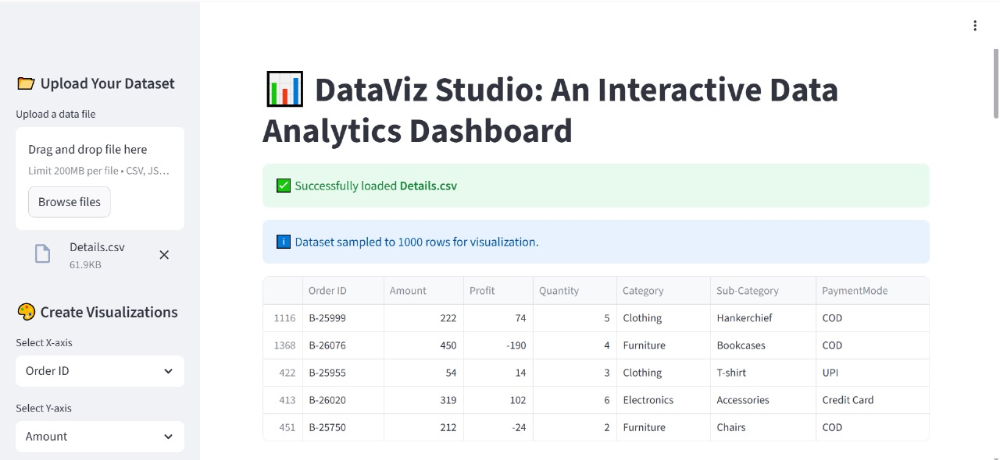 Upload Your Dataset
Upload a data file
Drag and drop file here
Limit 200MB per file • CSV, JS...
Browse files
Details.csv
61.9KB
Create Visualizations
Select X-axis
Order ID
Select Y-axis
Amount
DataViz Studio: An Interactive Data
Analytics Dashboard
Successfully loaded Details.csv
Dataset sampled to 1000 rows for visualization.
Order ID Amount Profit Quantity Category Sub-Category PaymentMode
1116 B-25999 222 74 5 Clothing Hankerchief COD
1368 B-26076 450 -190 4 Furniture Bookcases COD
422 B-25955 54 14 3 Clothing T-shirt UPI
413 B-26020 319 102 6 Electronics Accessories Credit Card
451 B-25750 212 -24 2 Furniture Chairs COD